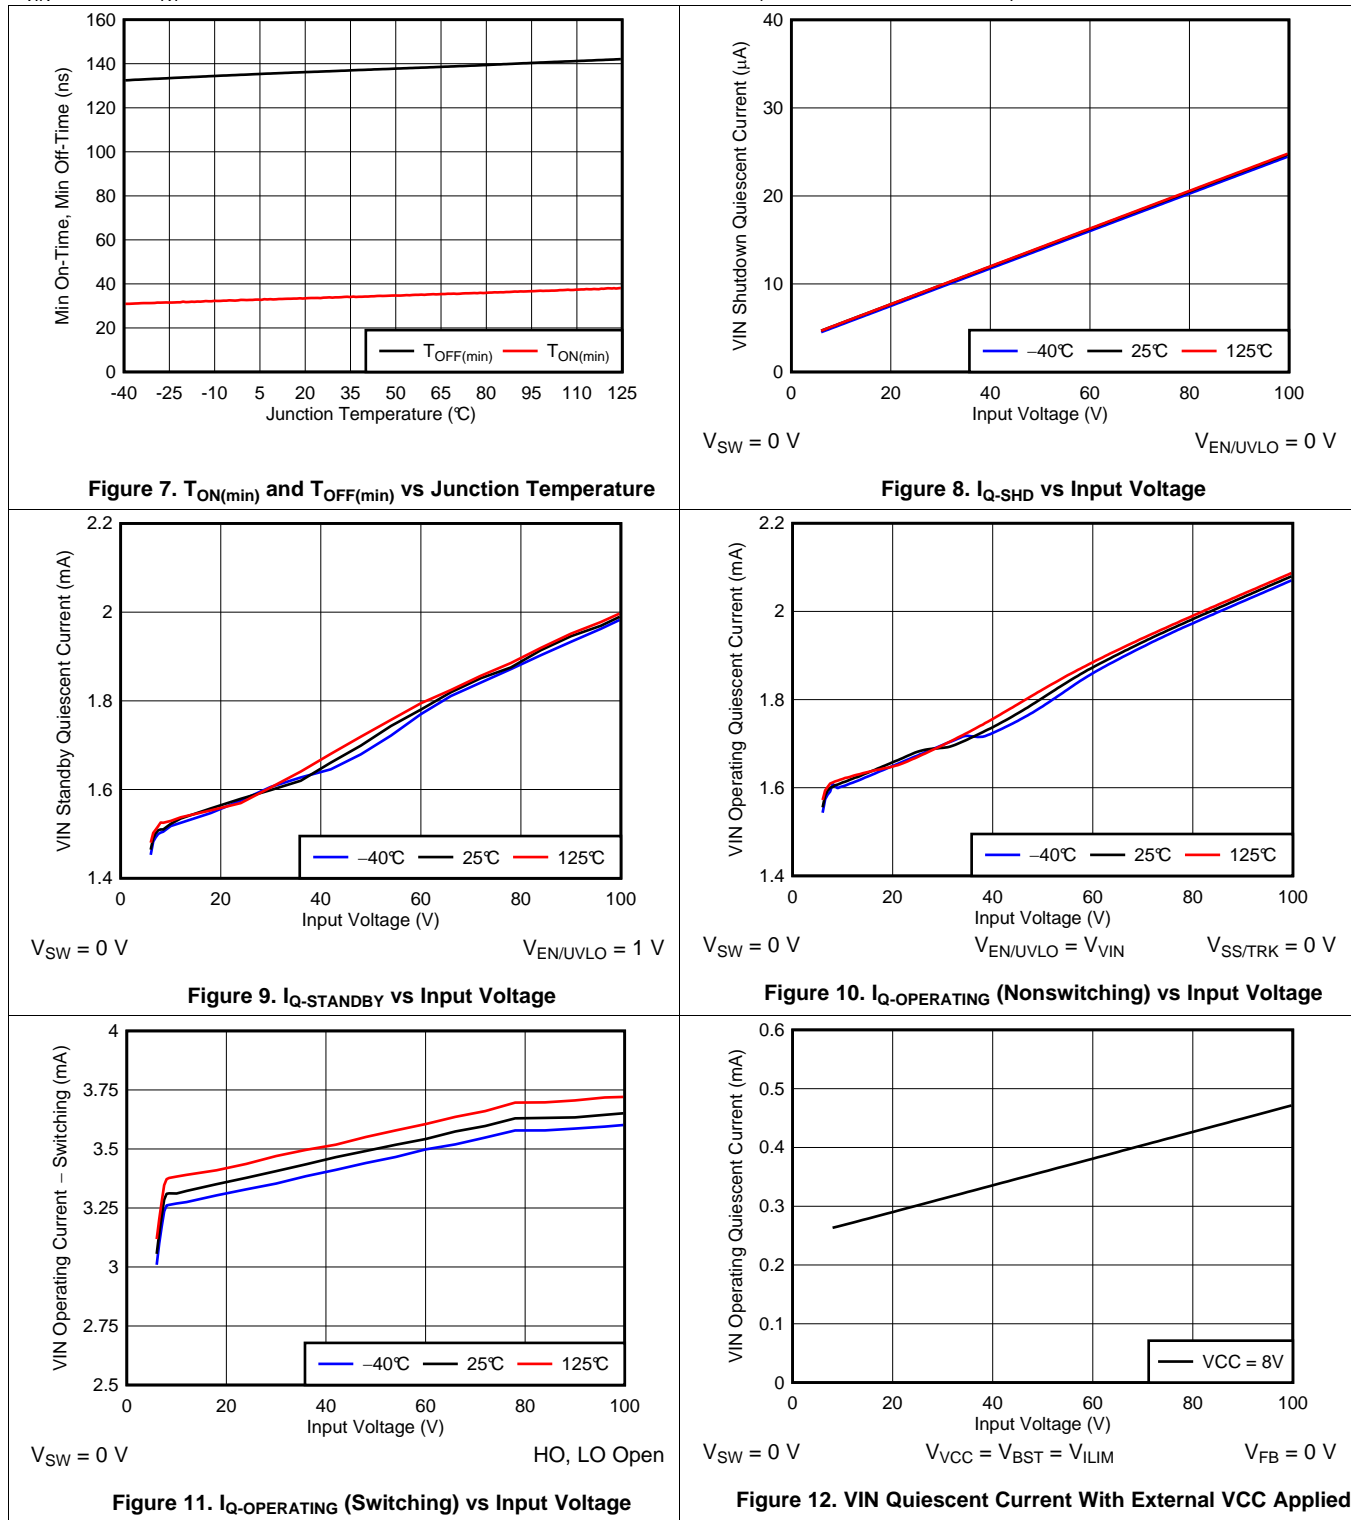 160
140
120
100
80
60
40
20
0
Min On-Time, Min Off-Time (ns)
T_OFF(min) T_ON(min)
-40 -25 -10 5 20 35 50 65 80 95 110 125
Junction Temperature (°C)
Figure 7. T_ON(min) and T_OFF(min) vs Junction Temperature
40
30
20
10
0
VIN Shutdown Quiescent Current (µA)
−40°C 25°C 125°C
0 20 40 60 80 100
Input Voltage (V)
V_SW = 0 V V_EN/UVLO = 0 V
Figure 8. I_Q-SHD vs Input Voltage
2.2
2
1.8
1.6
1.4
VIN Standby Quiescent Current (mA)
−40°C 25°C 125°C
0 20 40 60 80 100
Input Voltage (V)
V_SW = 0 V V_EN/UVLO = 1 V
Figure 9. I_Q-STANDBY vs Input Voltage
2.2
2
1.8
1.6
1.4
VIN Operating Quiescent Current (mA)
−40°C 25°C 125°C
0 20 40 60 80 100
Input Voltage (V)
V_SW = 0 V V_EN/UVLO = V_VIN V_SS/TRK = 0 V
Figure 10. I_Q-OPERATING (Nonswitching) vs Input Voltage
4
3.75
3.5
3.25
3
2.75
2.5
VIN Operating Current − Switching (mA)
−40°C 25°C 125°C
0 20 40 60 80 100
Input Voltage (V)
V_SW = 0 V HO, LO Open
Figure 11. I_Q-OPERATING (Switching) vs Input Voltage
0.6
0.5
0.4
0.3
0.2
0.1
0
VIN Operating Quiescent Current (mA)
VCC = 8V
0 20 40 60 80 100
Input Voltage (V)
V_SW = 0 V V_VCC = V_BST = V_ILIM V_FB = 0 V
Figure 12. VIN Quiescent Current With External VCC Applied